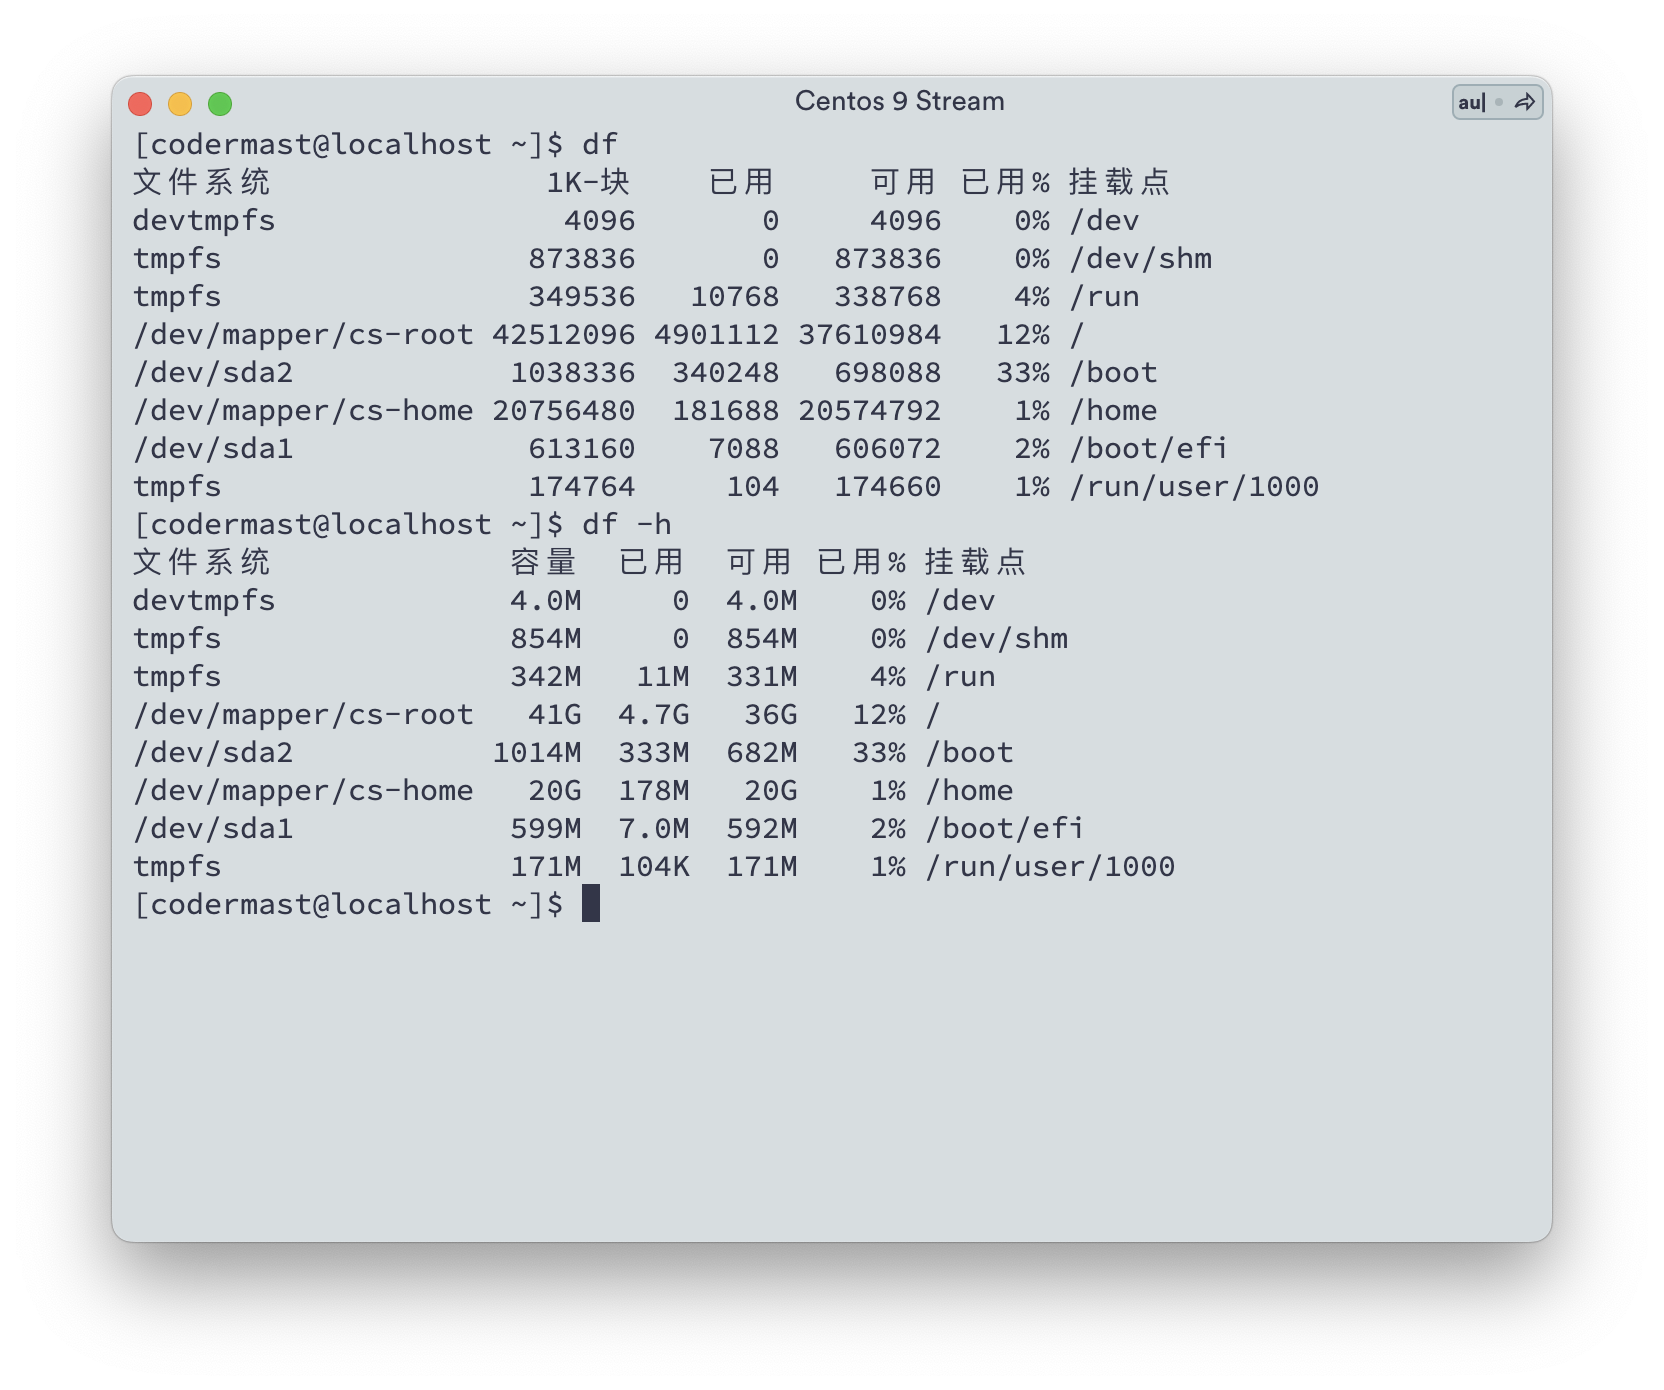 Centos 9 Stream
au| • 
[codermast@localhost ~]$ df
文件系统 1K-块 已用 可用 已用% 挂载点
devtmpfs 4096 0 4096 0% /dev
tmpfs 873836 0 873836 0% /dev/shm
tmpfs 349536 10768 338768 4% /run
/dev/mapper/cs-root 42512096 4901112 37610984 12% /
/dev/sda2 1038336 340248 698088 33% /boot
/dev/mapper/cs-home 20756480 181688 20574792 1% /home
/dev/sda1 613160 7088 606072 2% /boot/efi
tmpfs 174764 104 174660 1% /run/user/1000
[codermast@localhost ~]$ df -h
文件系统 容量 已用 可用 已用% 挂载点
devtmpfs 4.0M 0 4.0M 0% /dev
tmpfs 854M 0 854M 0% /dev/shm
tmpfs 342M 11M 331M 4% /run
/dev/mapper/cs-root 41G 4.7G 36G 12% /
/dev/sda2 1014M 333M 682M 33% /boot
/dev/mapper/cs-home 20G 178M 20G 1% /home
/dev/sda1 599M 7.0M 592M 2% /boot/efi
tmpfs 171M 104K 171M 1% /run/user/1000
[codermast@localhost ~]$